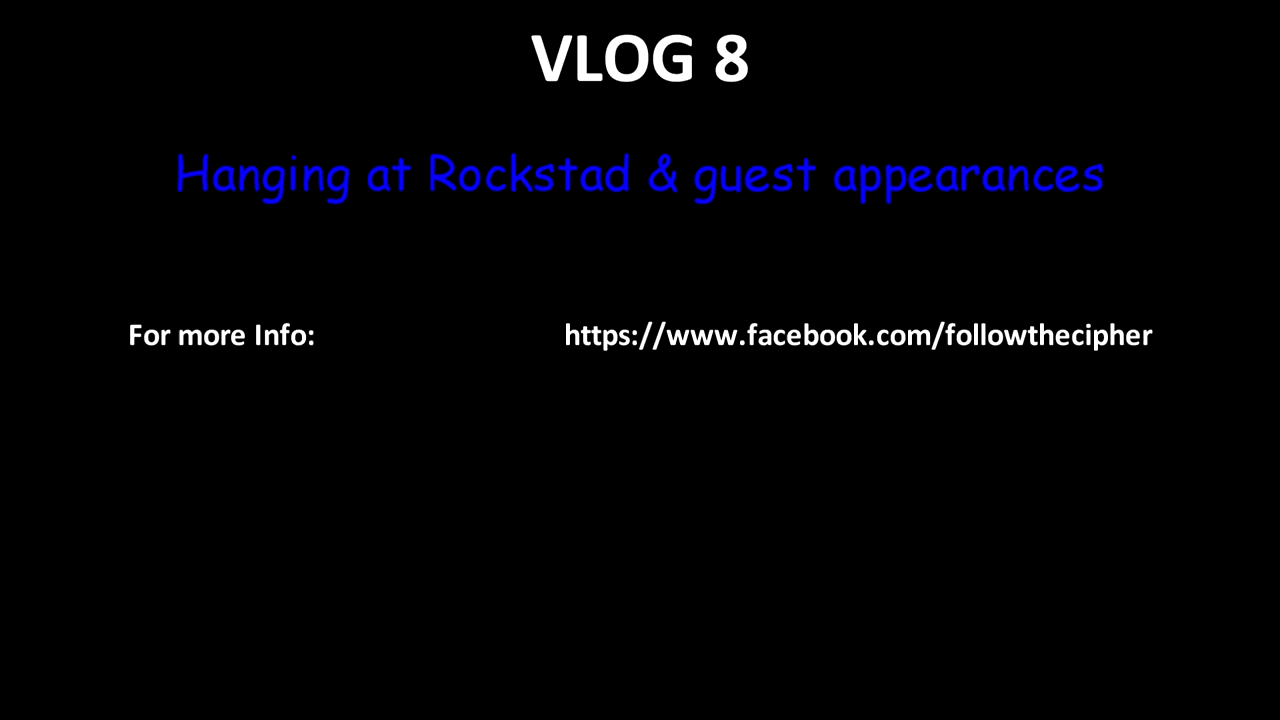 VLOG 8
Hanging at Rockstad & guest appearances
For more Info: https://www.facebook.com/followthecipher